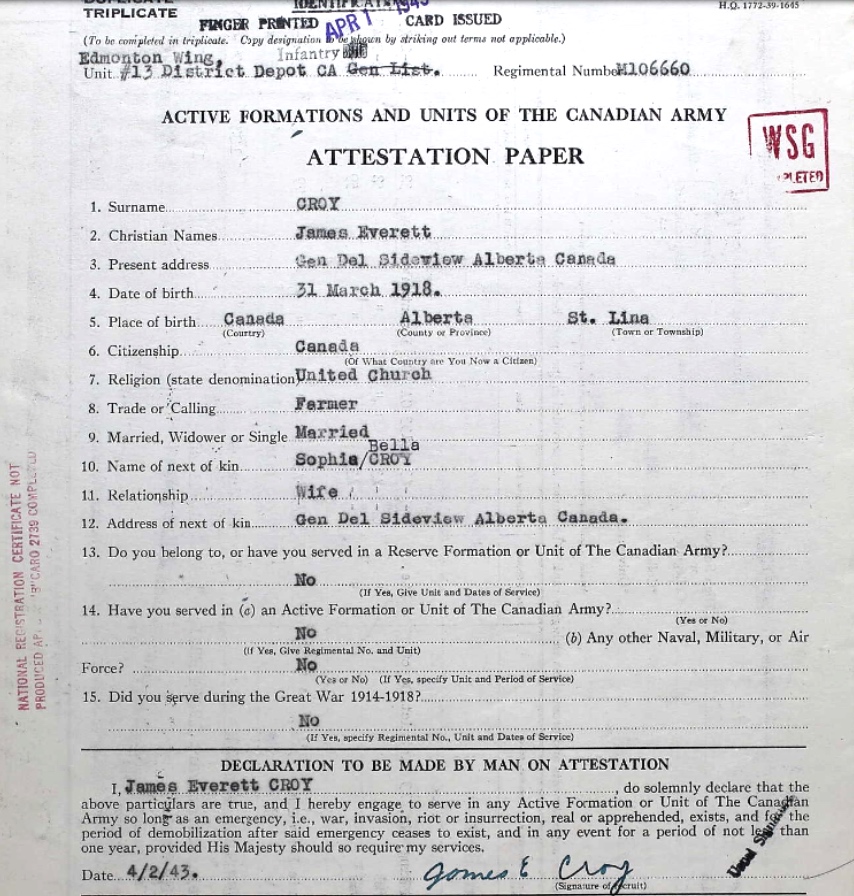 DUPLICATE
TRIPLICATE
IDENTIFICATION
FINGER PRINTED APR 1 1943 CARD ISSUED
H.Q. 1772-39-1645
(To be completed in triplicate. Copy designation to be shown by striking out terms not applicable.)
Edmonton Wing, Infantry
Unit #13 District Depot CA Gen List. Regimental Number M106660
ACTIVE FORMATIONS AND UNITS OF THE CANADIAN ARMY
ATTESTATION PAPER
WSG
PLETED
1. Surname CROY
2. Christian Names James Everett
3. Present address Gen Del Sideview Alberta Canada
4. Date of birth 31 March 1918.
5. Place of birth Canada Alberta St. Lina
(Country) (County or Province) (Town or Township)
6. Citizenship Canada
(Of What Country are You Now a Citizen)
7. Religion (state denomination) United Church
8. Trade or Calling Farmer
9. Married, Widower or Single Married
Bella
10. Name of next of kin Sophia/CROY
11. Relationship Wife
12. Address of next of kin Gen Del Sideview Alberta Canada.
13. Do you belong to, or have you served in a Reserve Formation or Unit of The Canadian Army?
No
(If Yes, Give Unit and Dates of Service)
14. Have you served in (a) an Active Formation or Unit of The Canadian Army?
(Yes or No)
No (b) Any other Naval, Military, or Air
(If Yes, Give Regimental No. and Unit)
Force? No
(Yes or No) (If Yes, specify Unit and Period of Service)
15. Did you serve during the Great War 1914-1918?
No
(If Yes, specify Regimental No., Unit and Dates of Service)
NATIONAL REGISTRATION CERTIFICATE NOT
PRODUCED "B" CARD 2739 COMPLETED
DECLARATION TO BE MADE BY MAN ON ATTESTATION
I, James Everett CROY, do solemnly declare that the
above particulars are true, and I hereby engage to serve in any Active Formation or Unit of The Canadian
Army so long as an emergency, i.e., war, invasion, riot or insurrection, real or apprehended, exists, and for the
period of demobilization after said emergency ceases to exist, and in any event for a period of not less than
one year, provided His Majesty should so require my services.
Usual Signature
Date 4/2/43. James E Croy
(Signature of Recruit)